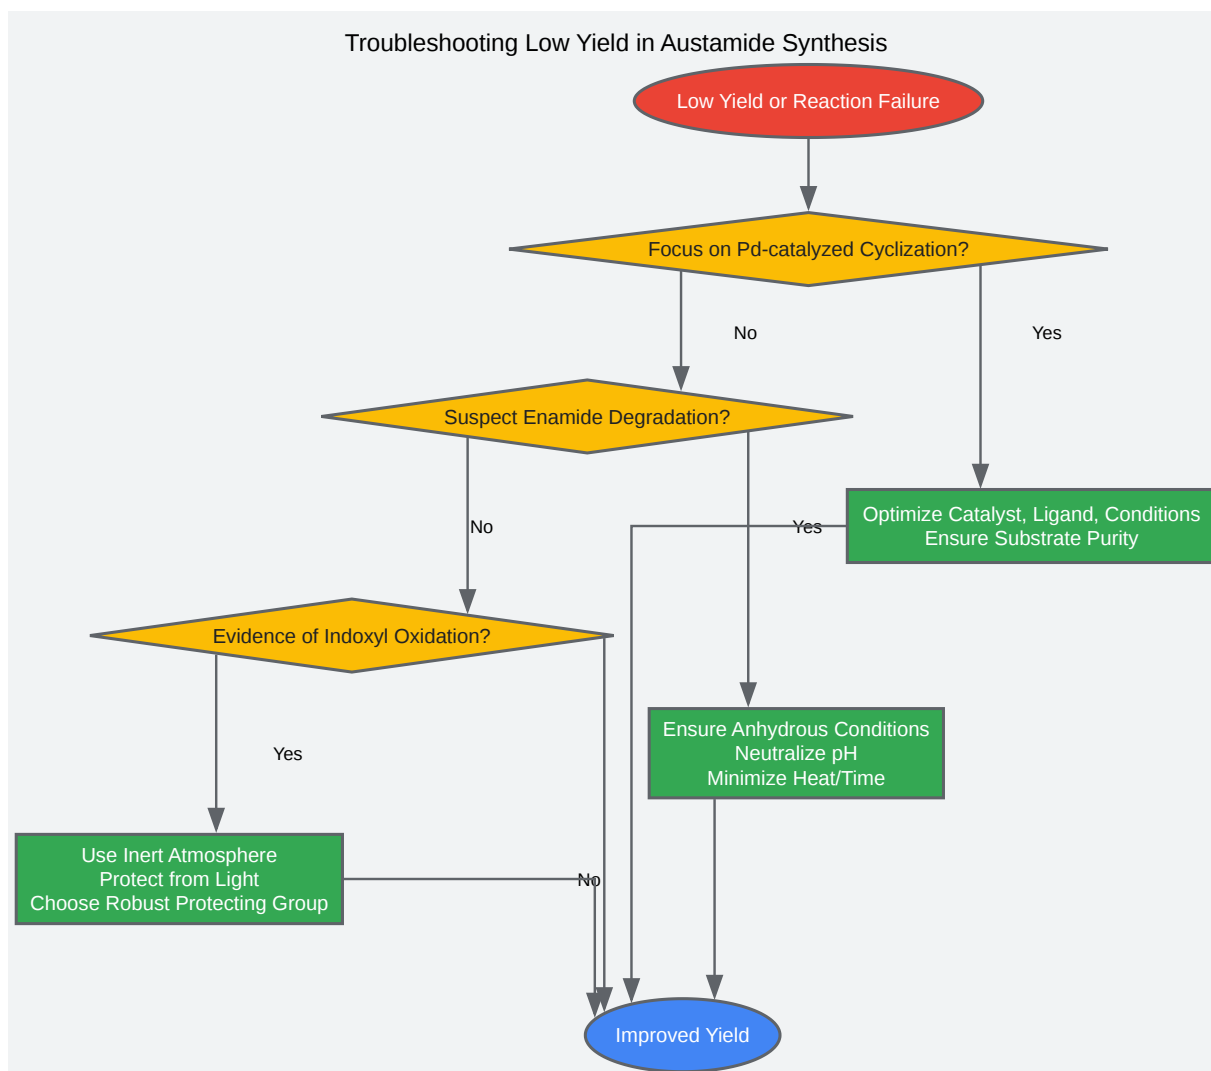 Troubleshooting Low Yield in Austamide Synthesis
Low Yield or Reaction Failure
Focus on Pd-catalyzed Cyclization?
No
Yes
Suspect Enamide Degradation?
No
Yes
Optimize Catalyst, Ligand, Conditions
Ensure Substrate Purity
Evidence of Indoxyl Oxidation?
Yes
Ensure Anhydrous Conditions
Neutralize pH
Minimize Heat/Time
Use Inert Atmosphere
Protect from Light
Choose Robust Protecting Group
No
Improved Yield